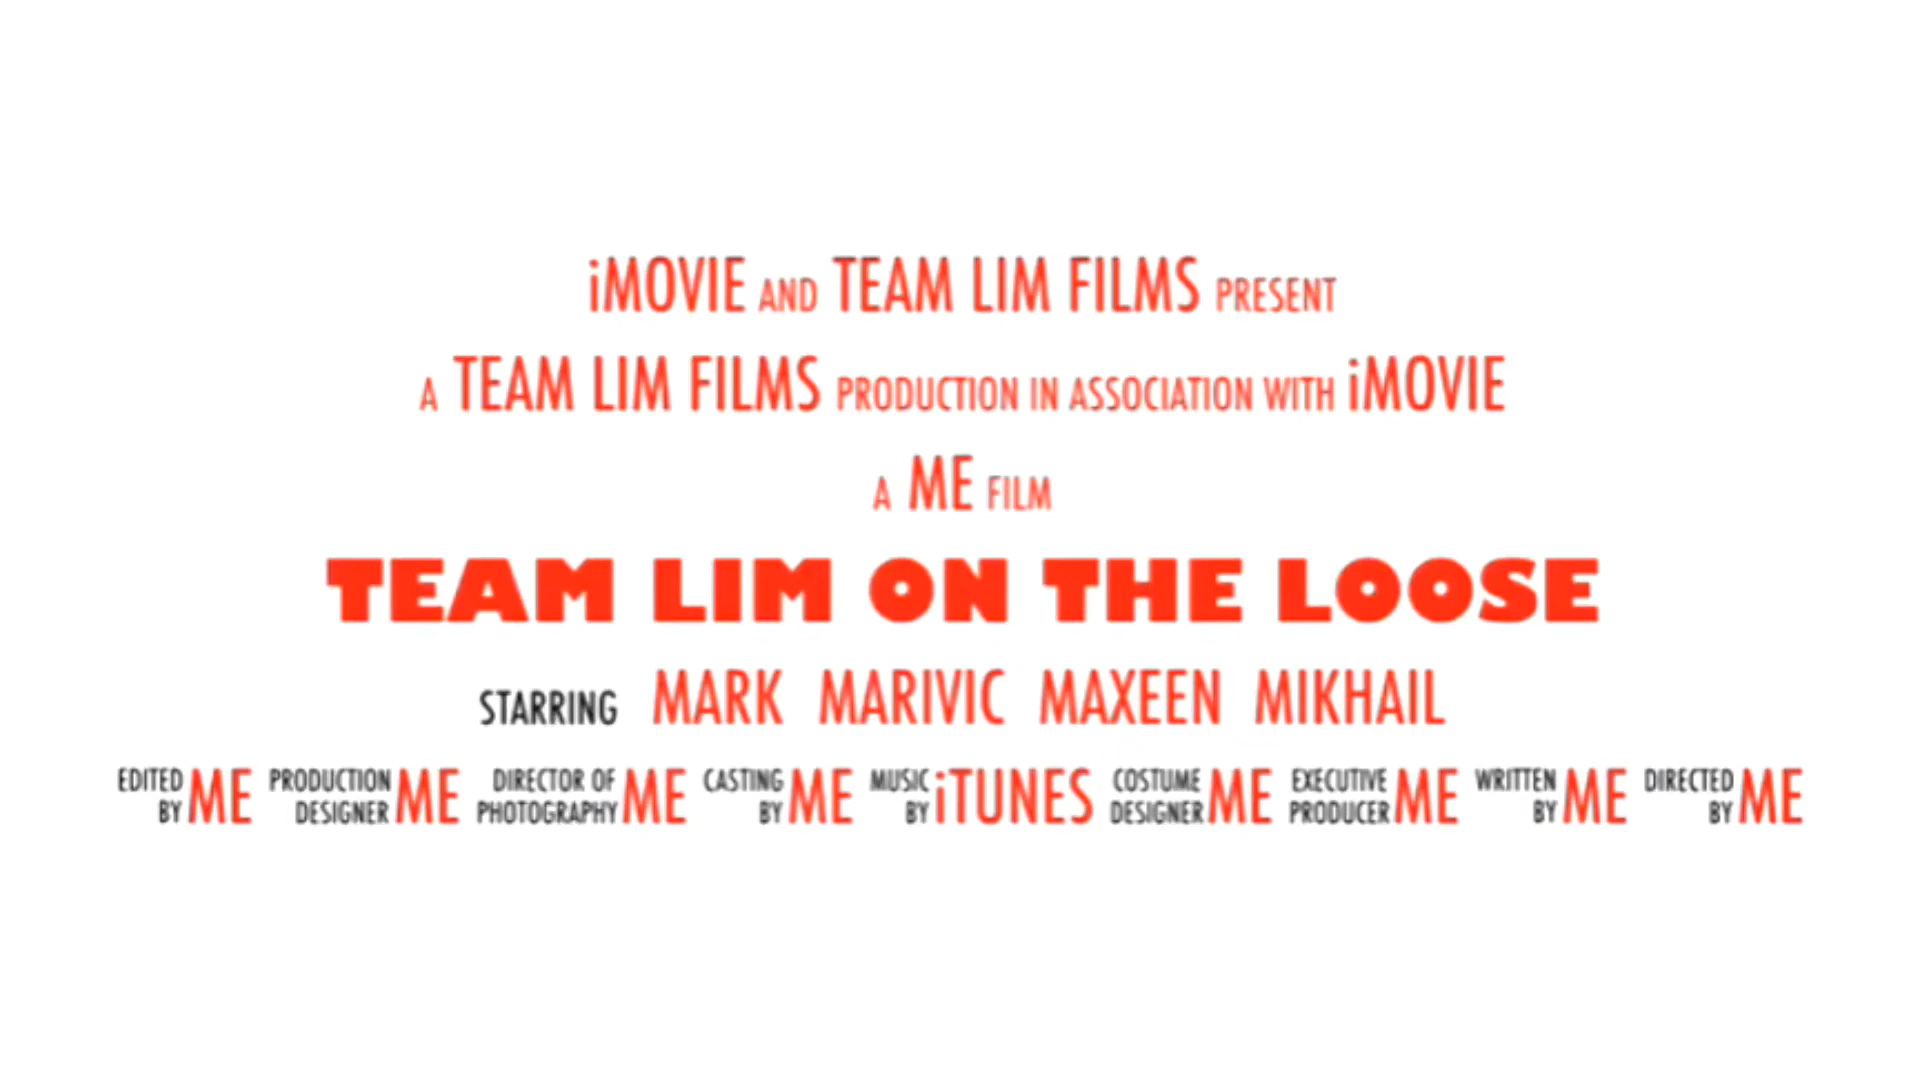 iMOVIE AND TEAM LIM FILMS PRESENT
A TEAM LIM FILMS PRODUCTION IN ASSOCIATION WITH iMOVIE
A ME FILM
TEAM LIM ON THE LOOSE
STARRING MARK MARIVIC MAXEEN MIKHAIL
EDITED BY ME PRODUCTION DESIGNER ME DIRECTOR OF PHOTOGRAPHY ME CASTING BY ME MUSIC BY iTUNES COSTUME DESIGNER ME EXECUTIVE PRODUCER ME WRITTEN BY ME DIRECTED BY ME